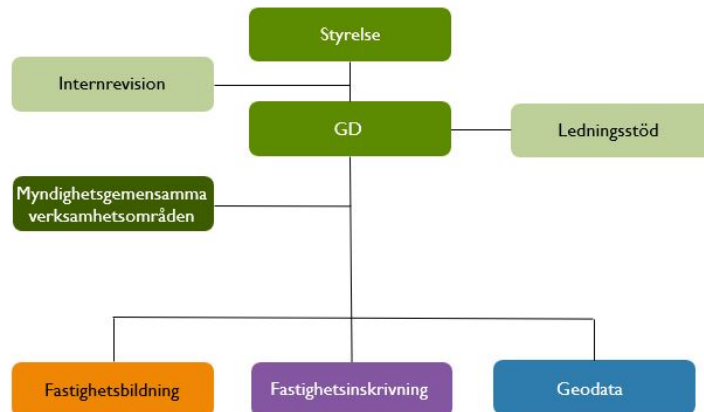 Styrelse
Internrevision
GD
Ledningsstöd
Myndighetsgemensamma
verksamhetsområden
Fastighetsbildning
Fastighetsinskrivning
Geodata